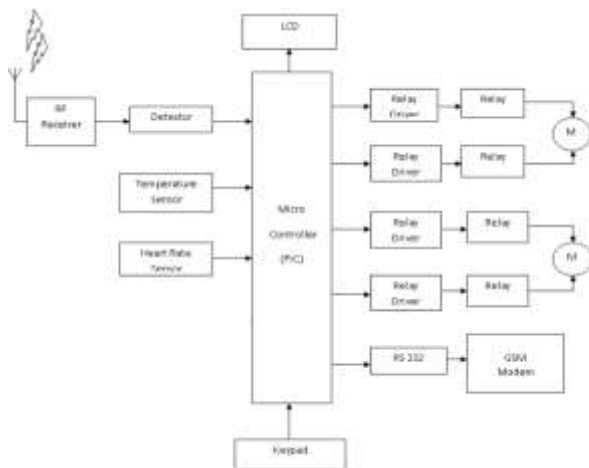 LCD
RF
Receiver
Detector
Temperature
Sensor
Heart Rate
Sensor
Micro
Controller
(PIC)
Relay
Driver
Relay
M
Relay
Driver
Relay
Relay
Driver
Relay
M
Relay
Driver
Relay
RS 232
GSM
Modem
Keypad